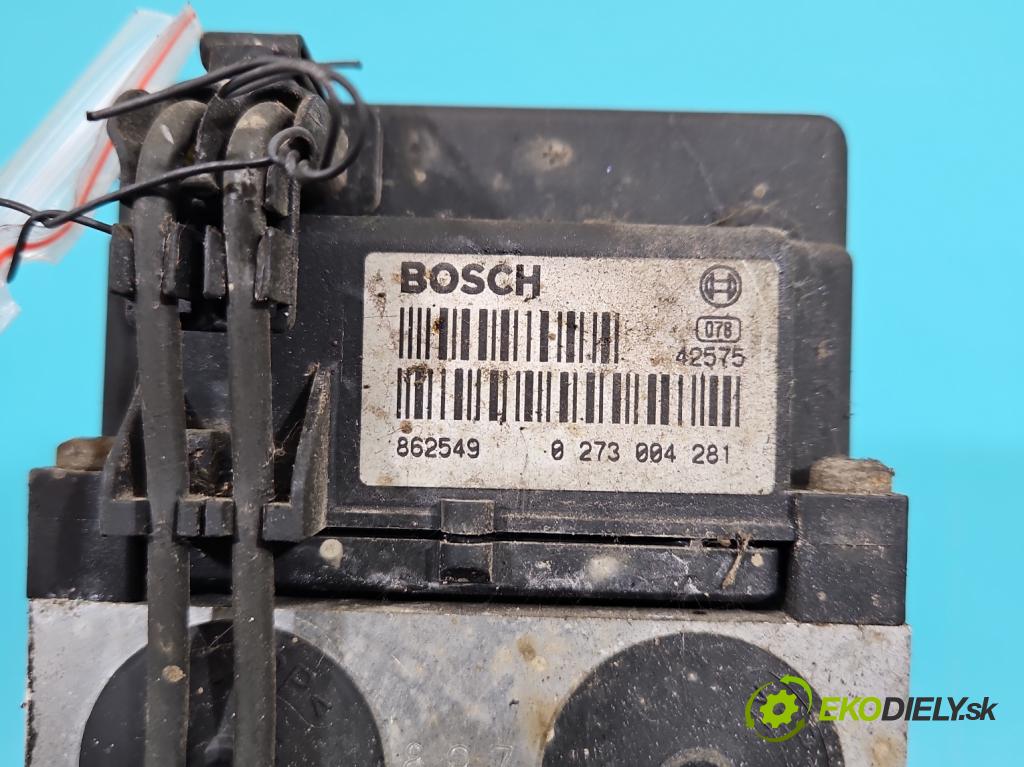 BOSCH
078
42575
862549 0 273 004 281
EKODIELY.sk